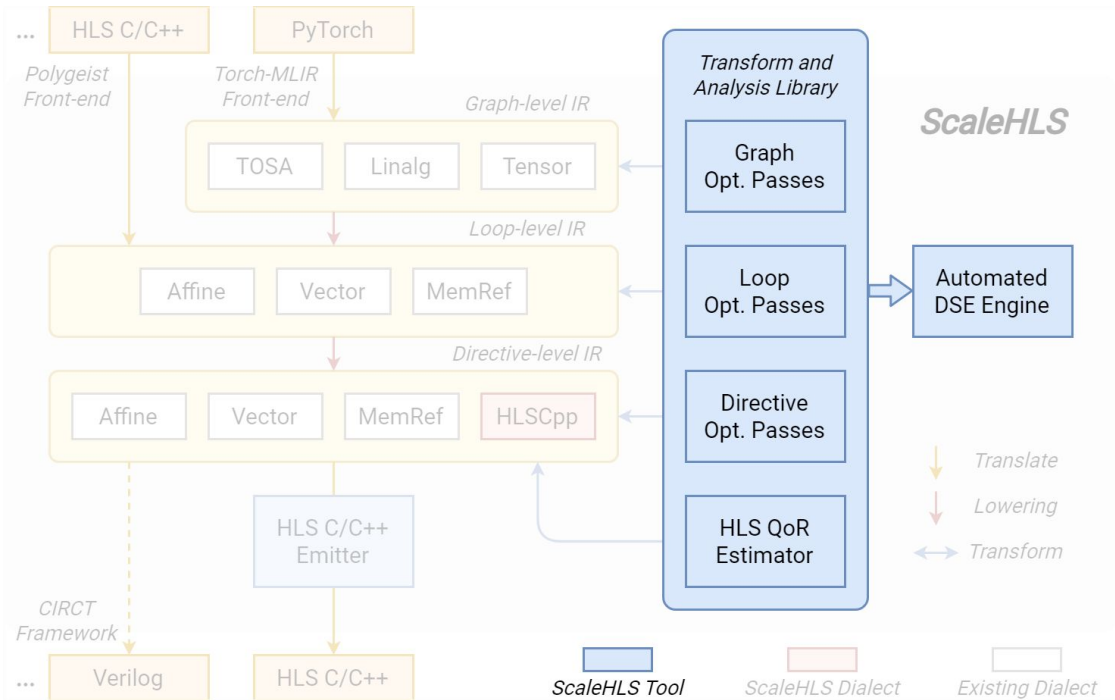 ... HLS C/C++
PyTorch
Transform and
Analysis Library
ScaleHLS
Polygeist
Front-end
Torch-MLIR
Front-end
Graph-level IR
TOSA
Linalg
Tensor
Graph
Opt. Passes
Loop-level IR
Affine
Vector
MemRef
Loop
Opt. Passes
Automated
DSE Engine
Directive-level IR
Affine
Vector
MemRef
HLSCpp
Directive
Opt. Passes
Translate
Lowering
Transform
HLS C/C++
Emitter
HLS QoR
Estimator
CIRCT
Framework
... Verilog
HLS C/C++
ScaleHLS Tool
ScaleHLS Dialect
Existing Dialect